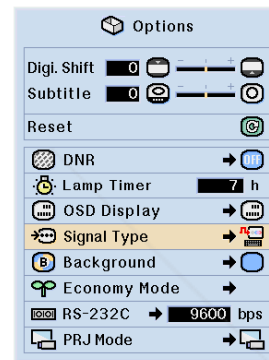 Options
Digi. Shift 0 - +
Subtitle 0 - +
Reset
DNR OFF
Lamp Timer 7 h
OSD Display
Signal Type
B Background
Economy Mode
RS-232C 9600 bps
PRJ Mode